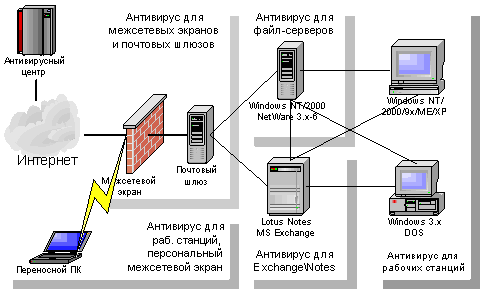 Антивирус для
межсетевых экранов
и почтовых шлюзов
Антивирус для
файл-серверов
Антивирусный
центр
Интернет
Межсетевой
экран
Почтовый
шлюз
Windows NT/2000
NetWare 3.x-6
Windows NT/
2000/9x/ME/XP
Lotus Notes
MS Exchange
Windows 3.x
DOS
Переносной ПК
Антивирус для
раб. станций,
персональный
межсетевой экран
Антивирус для
Exchange\Notes
Антивирус для
рабочих станций